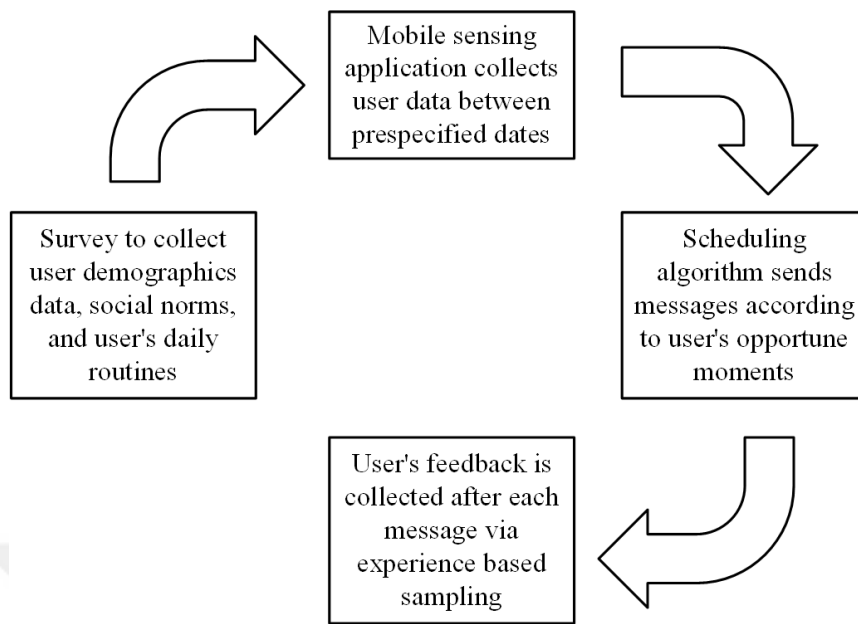 Mobile sensing
application collects
user data between
prespecified dates
Survey to collect
user demographics
data, social norms,
and user's daily
routines
Scheduling
algorithm sends
messages according
to user's opportune
moments
User's feedback is
collected after each
message via
experience based
sampling